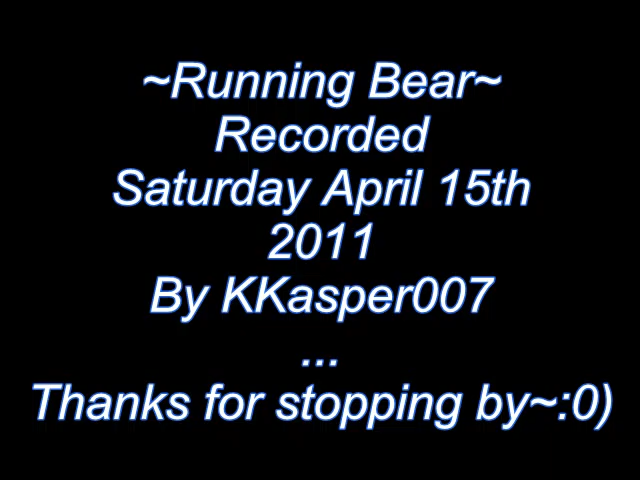 ~Running Bear~
Recorded
Saturday April 15th
2011
By KKasper007
...
Thanks for stopping by~:0)